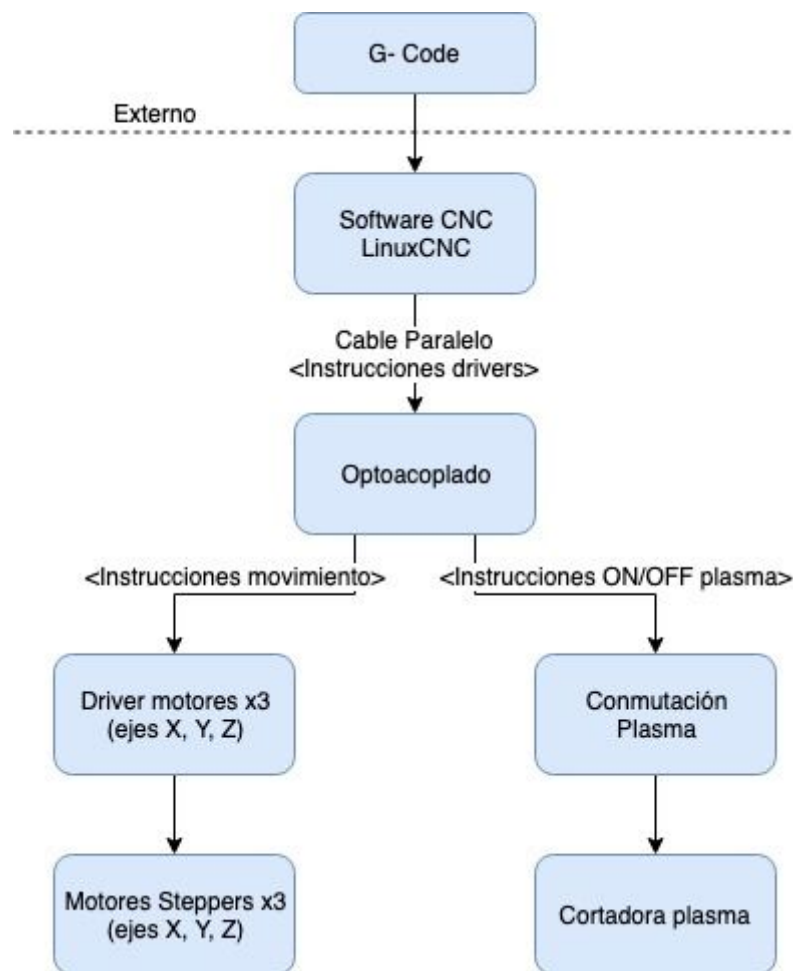 G- Code
Externo
Software CNC
LinuxCNC
Cable Paralelo
<Instrucciones drivers>
Optoacoplado
<Instrucciones movimiento>
<Instrucciones ON/OFF plasma>
Driver motores x3
(ejes X, Y, Z)
Conmutación
Plasma
Motores Steppers x3
(ejes X, Y, Z)
Cortadora plasma